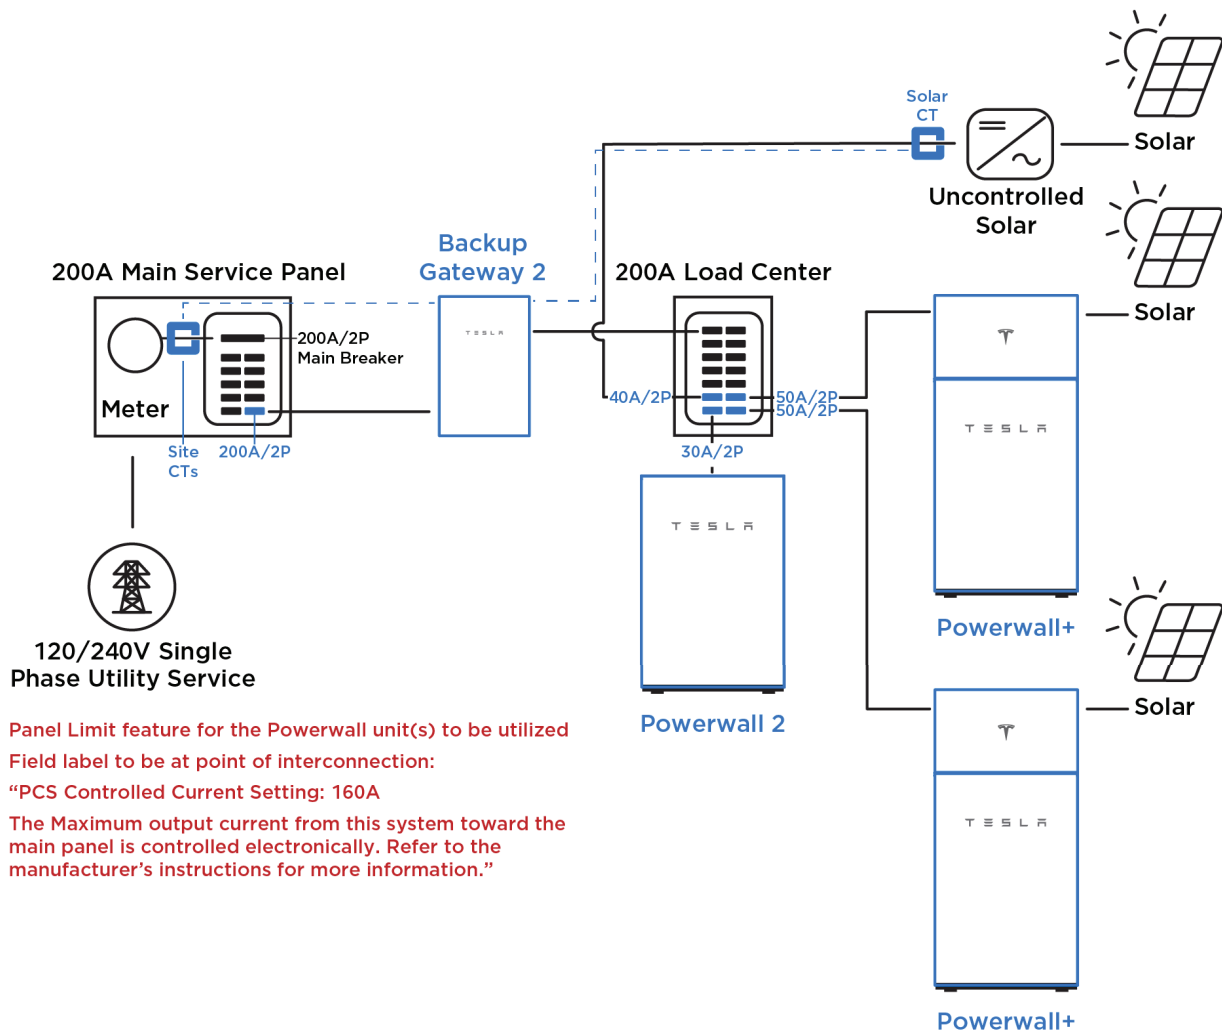 Solar
CT
Solar
Uncontrolled
Solar
Backup
Gateway 2
200A Main Service Panel
200A Load Center
Solar
TESLA
200A/2P
Main Breaker
Meter
40A/2P
50A/2P
50A/2P
Site
CTs
200A/2P
30A/2P
TESLA
TESLA
Powerwall+
120/240V Single
Phase Utility Service
Powerwall 2
Solar
Panel Limit feature for the Powerwall unit(s) to be utilized
Field label to be at point of interconnection:
“PCS Controlled Current Setting: 160A
The Maximum output current from this system toward the
main panel is controlled electronically. Refer to the
manufacturer’s instructions for more information.”
TESLA
Powerwall+